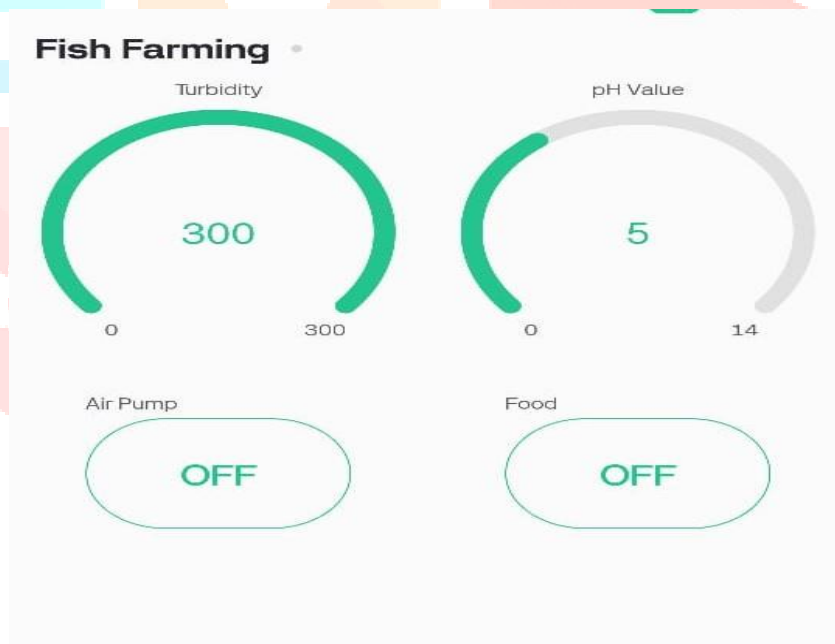 Fish Farming
Turbidity
pH Value
300
5
0
300
0
14
Air Pump
Food
OFF
OFF